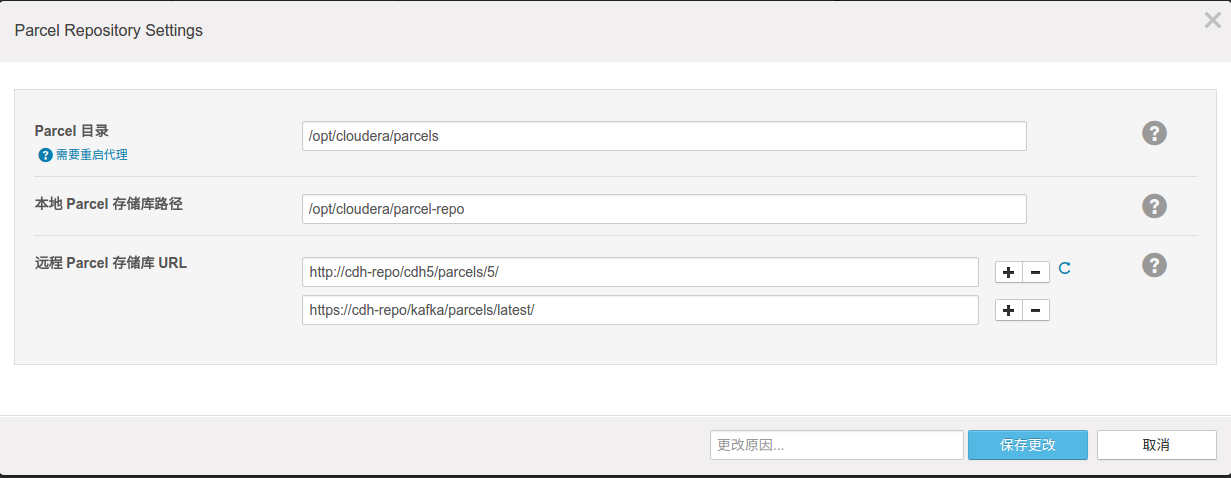 Parcel Repository Settings
Parcel 目录
/opt/cloudera/parcels
需要重启代理
本地 Parcel 存储库路径
/opt/cloudera/parcel-repo
远程 Parcel 存储库 URL
http://cdh-repo/cdh5/parcels/5/
https://cdh-repo/kafka/parcels/latest/
更改原因...
保存更改
取消